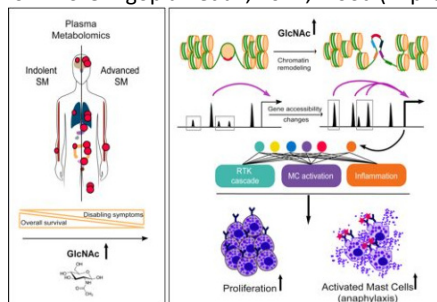 Plasma
Metabolomics
Indolent
SM
Advanced
SM
Disabling symptoms
Overall survival
GlcNAc
GlcNAc
Chromatin
remodeling
Gene accessibility
changes
RTK
cascade
MC activation
Inflammation
Proliferation
Activated Mast Cells
(anaphylaxis)